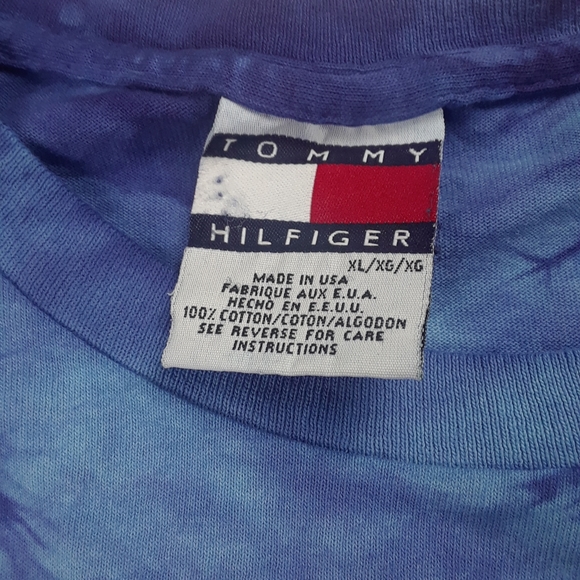 TOMMY
HILFIGER
XL/XG/XG
MADE IN USA
FABRIQUE AUX E.U.A.
HECHO EN E.E.U.U.
100% COTTON/COTON/ALGODON
SEE REVERSE FOR CARE
INSTRUCTIONS